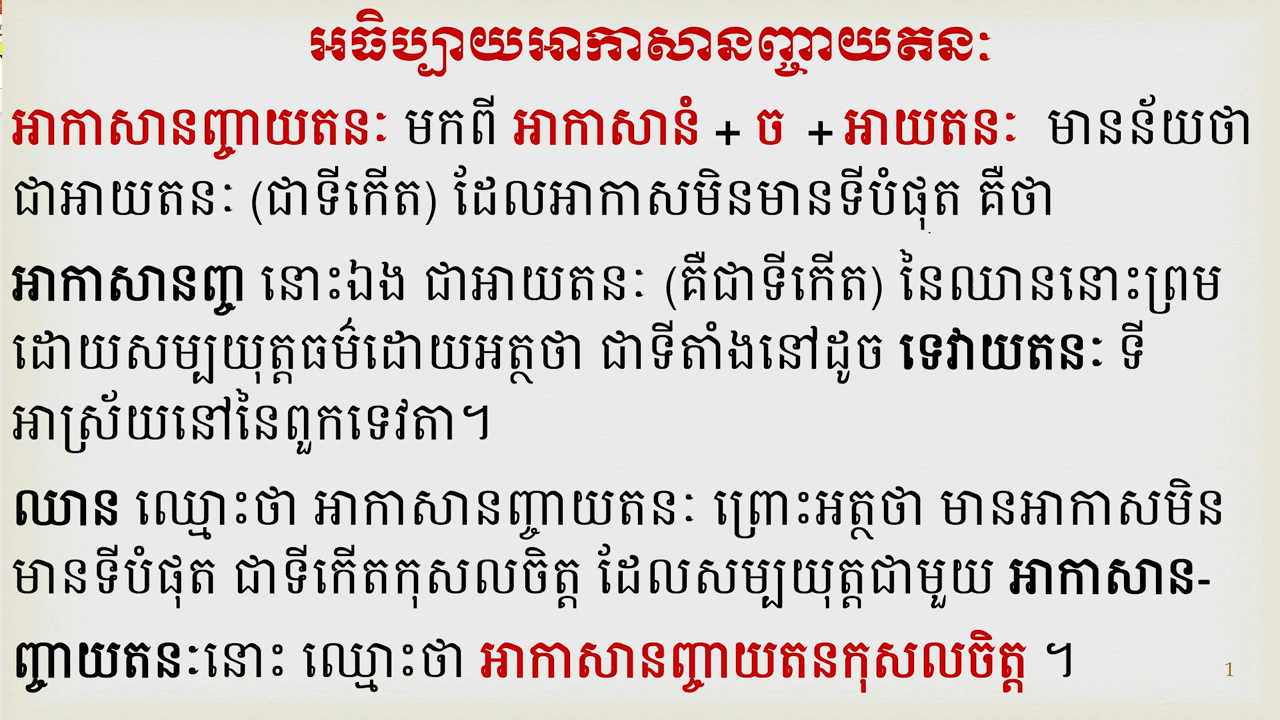 អធិប្បាយអាកាសានញ្ចាយតនៈ
អាកាសានញ្ចាយតនៈ មកពី អាកាសានំ + ច + អាយតនៈ មានន័យថា
ជាអាយតនៈ (ជាទីកើត) ដែលអាកាសមិនមានទីបំផុត គឺថា
អាកាសានញ្ច នោះឯង ជាអាយតនៈ (គឺជាទីកើត) នៃឈាននោះព្រម
ដោយសម្បយុត្តធម៌ដោយអត្ថថា ជាទីតាំងនៅដូច ទេវាយតនៈ ទី
អាស្រ័យនៅនៃពួកទេវតា។
ឈាន ឈ្មោះថា អាកាសានញ្ចាយតនៈ ព្រោះអត្ថថា មានអាកាសមិន
មានទីបំផុត ជាទីកើតកុសលចិត្ត ដែលសម្បយុត្តជាមួយ អាកាសាន-
ញ្ចាយតនៈនោះ ឈ្មោះថា អាកាសានញ្ចាយតនកុសលចិត្ត ។
1